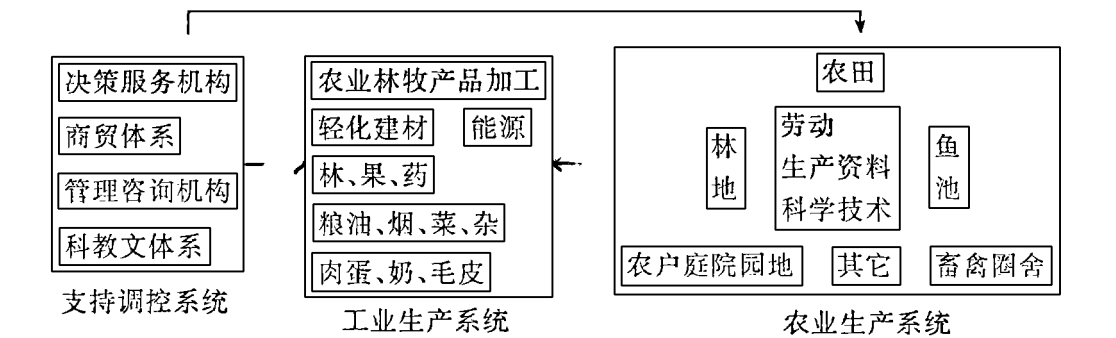 决策服务机构
商贸体系
管理咨询机构
科教文体系
支持调控系统
农业林牧产品加工
轻化建材
能源
林、果、药
粮油、烟、菜、杂
肉蛋、奶、毛皮
工业生产系统
农田
林地
劳动
生产资料
科学技术
鱼池
农户庭院园地
其它
畜禽圈舍
农业生产系统